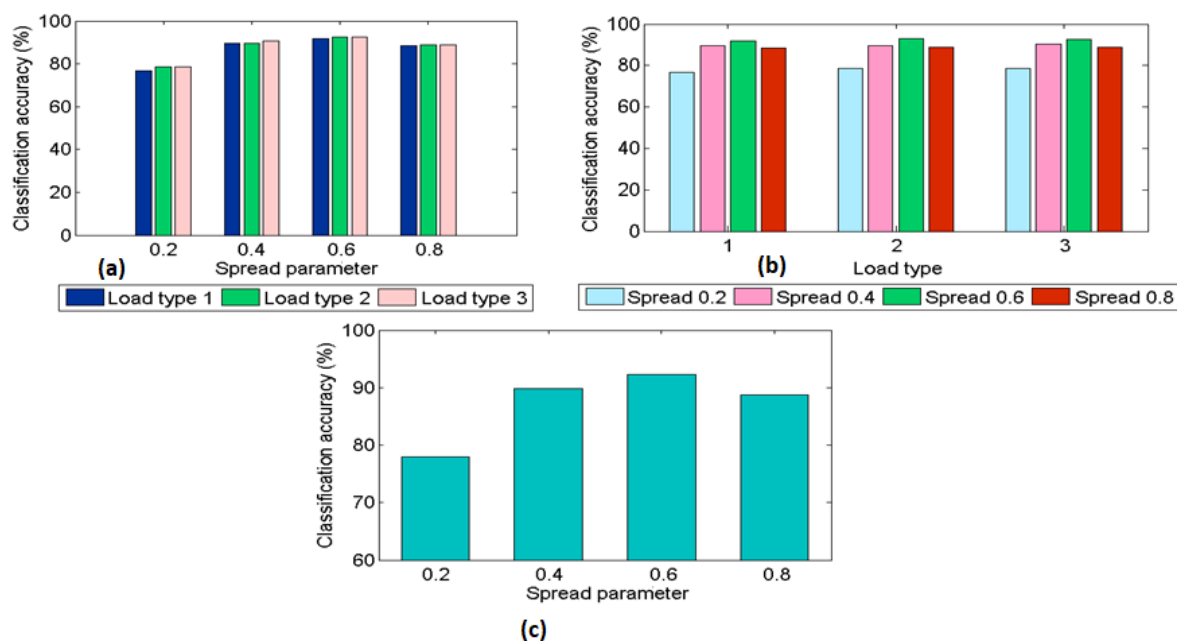 Classification accuracy (%)
100
80
60
40
20
0
0.2 0.4 0.6 0.8
(a)
Spread parameter
Load type 1 Load type 2 Load type 3
Classification accuracy (%)
100
80
60
40
20
0
1 2 3
(b)
Load type
Spread 0.2 Spread 0.4 Spread 0.6 Spread 0.8
Classification accuracy (%)
100
90
80
70
60
0.2 0.4 0.6 0.8
Spread parameter
(c)